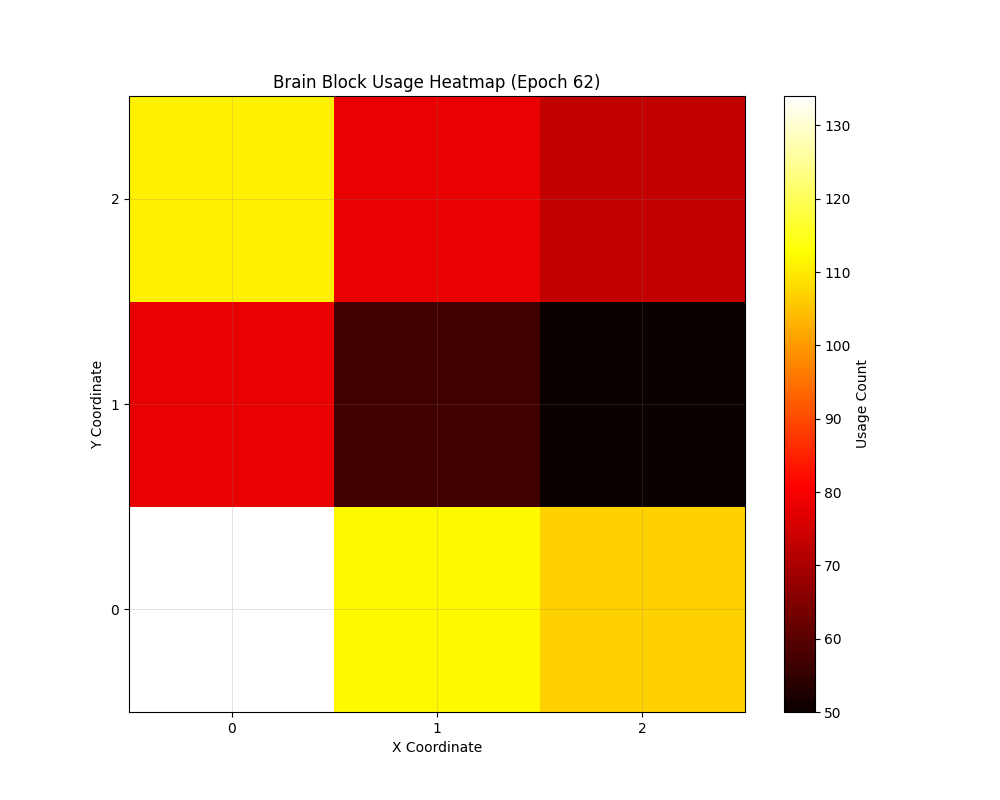 Brain Block Usage Heatmap (Epoch 62)
2
1
0
Y Coordinate
0 1 2
X Coordinate
130
120
110
100
90
80
70
60
50
Usage Count